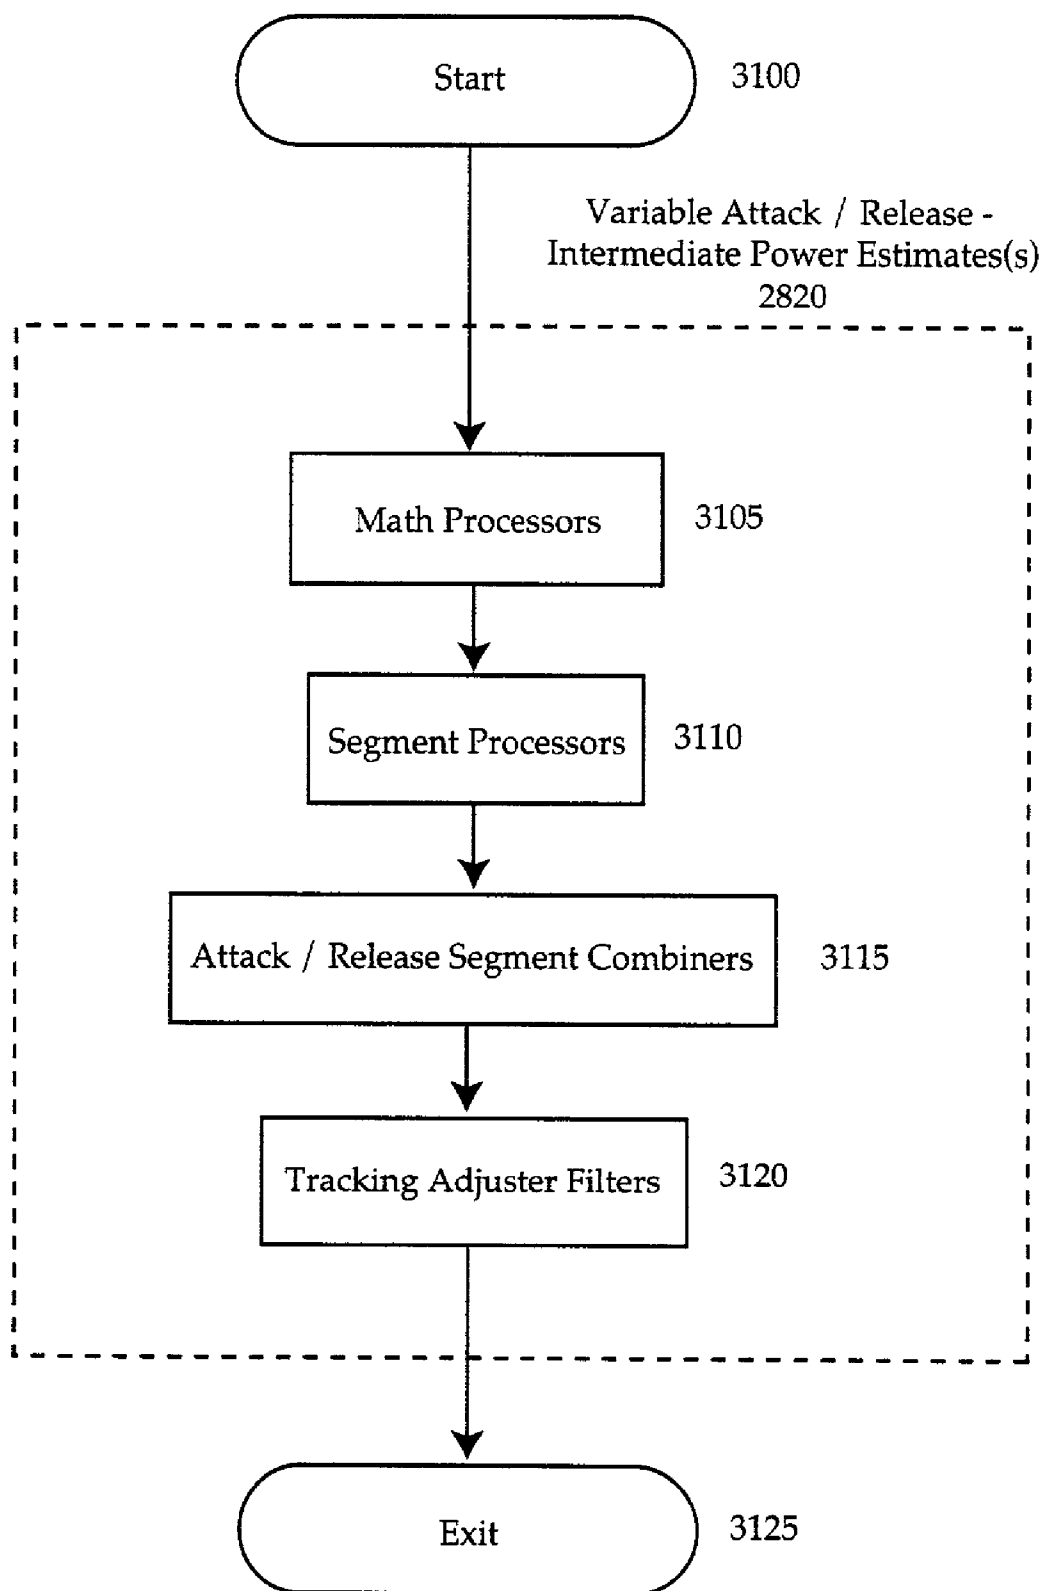 Start
3100
Variable Attack / Release -
Intermediate Power Estimates(s)
2820
Math Processors
3105
Segment Processors
3110
Attack / Release Segment Combiners
3115
Tracking Adjuster Filters
3120
Exit
3125